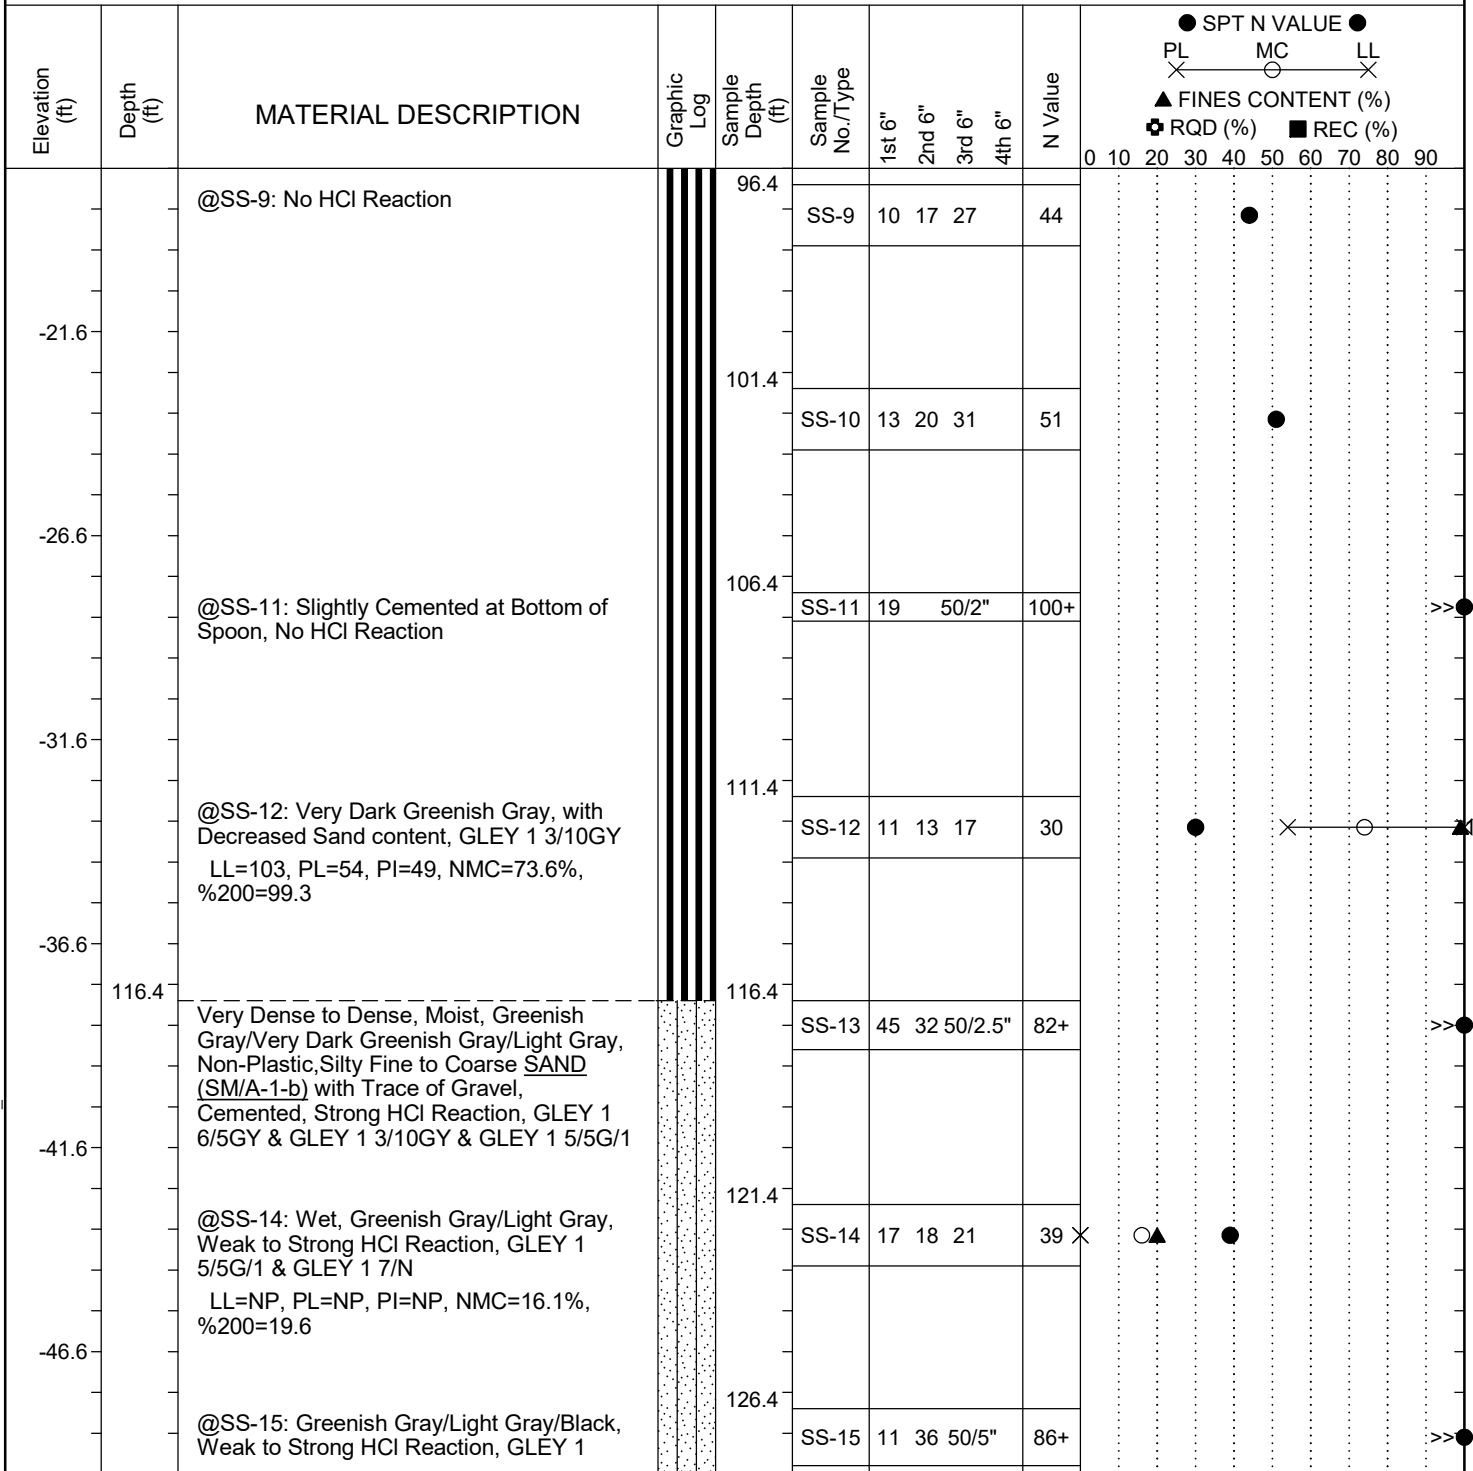 ● SPT N VALUE ●
PL MC LL
▲ FINES CONTENT (%)
RQD (%) ■ REC (%)
Elevation (ft)
Depth (ft)
MATERIAL DESCRIPTION
Graphic Log
Sample Depth (ft)
Sample No./Type
1st 6"
2nd 6"
3rd 6"
4th 6"
N Value
0 10 20 30 40 50 60 70 80 90
96.4
@SS-9: No HCl Reaction
SS-9 10 17 27 44
-21.6
101.4
SS-10 13 20 31 51
-26.6
106.4
@SS-11: Slightly Cemented at Bottom of
Spoon, No HCl Reaction
SS-11 19 50/2" 100+ >>
-31.6
111.4
@SS-12: Very Dark Greenish Gray, with
Decreased Sand content, GLEY 1 3/10GY
SS-12 11 13 17 30
LL=103, PL=54, PI=49, NMC=73.6%,
%200=99.3
-36.6
116.4 116.4
Very Dense to Dense, Moist, Greenish
Gray/Very Dark Greenish Gray/Light Gray,
Non-Plastic,Silty Fine to Coarse SAND
(SM/A-1-b) with Trace of Gravel,
Cemented, Strong HCl Reaction, GLEY 1
6/5GY & GLEY 1 3/10GY & GLEY 1 5/5G/1
SS-13 45 32 50/2.5" 82+ >>
-41.6
121.4
@SS-14: Wet, Greenish Gray/Light Gray,
Weak to Strong HCl Reaction, GLEY 1
5/5G/1 & GLEY 1 7/N
SS-14 17 18 21 39
LL=NP, PL=NP, PI=NP, NMC=16.1%,
%200=19.6
-46.6
126.4
@SS-15: Greenish Gray/Light Gray/Black,
Weak to Strong HCl Reaction, GLEY 1
SS-15 11 36 50/5" 86+ >>